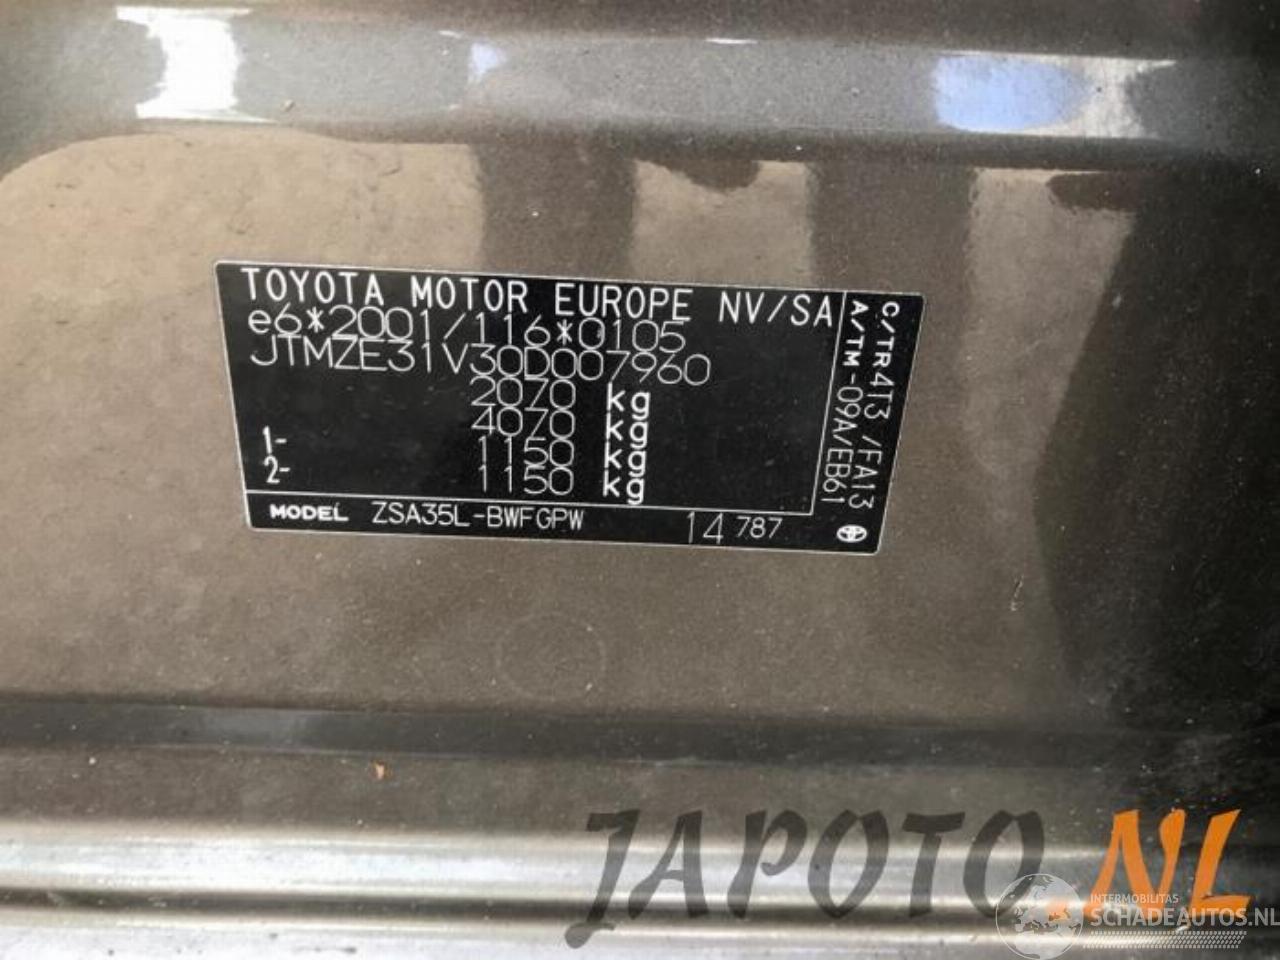 TOYOTA MOTOR EUROPE NV/SA
e6*2001/116*0105
JTMZE31V30D007960
2070 kg
4070 kg
1- 1150 kg
2- 1150 kg
MODEL ZSA35L-BWFGPW 14 787
C/TR4T3 /FA13
A/TM-09A/EB61
JAPOTO.NL
INTERMOBILITAS
SCHADEAUTOS.NL